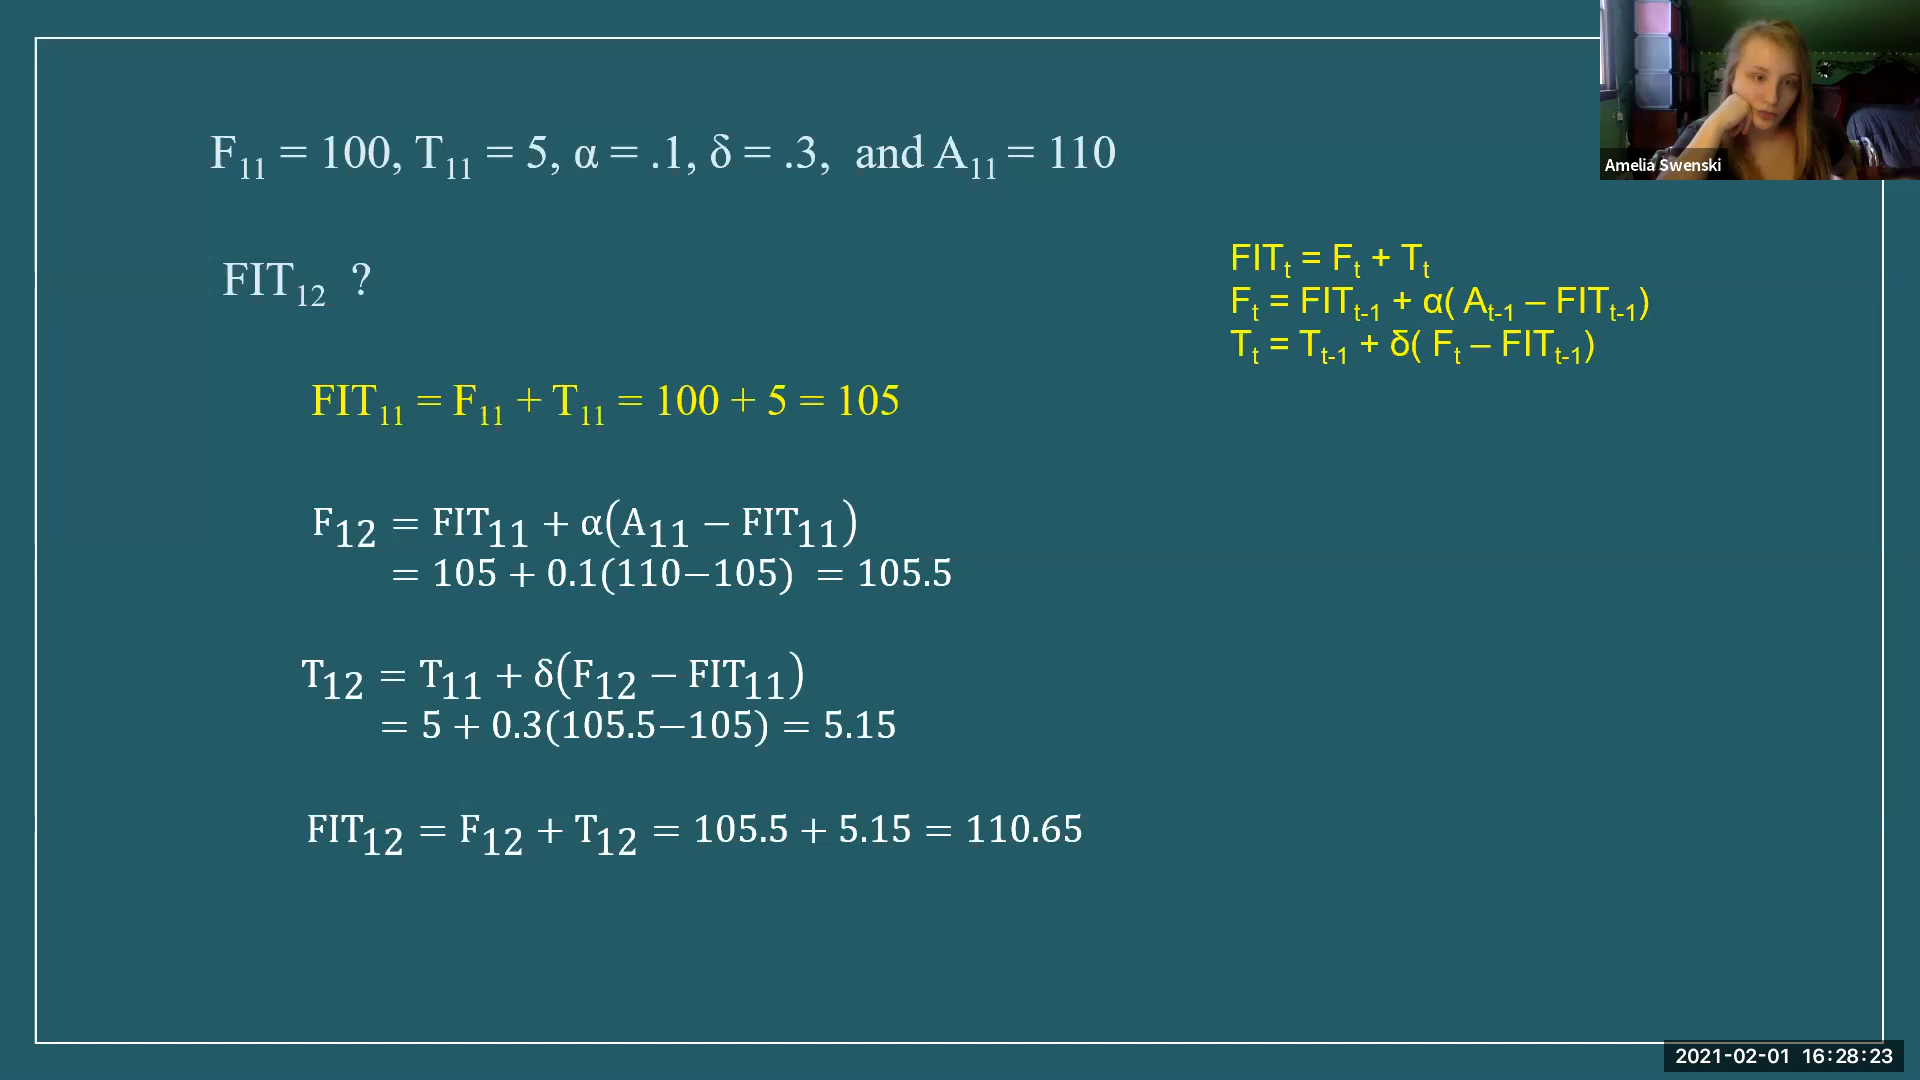 F₁₁ = 100, T₁₁ = 5, α = .1, δ = .3, and A₁₁ = 110
Amelia Swenski
FIT₁₂ ?
FITₜ = Fₜ + Tₜ
Fₜ = FITₜ₋₁ + α( Aₜ₋₁ – FITₜ₋₁)
Tₜ = Tₜ₋₁ + δ( Fₜ – FITₜ₋₁)
FIT₁₁ = F₁₁ + T₁₁ = 100 + 5 = 105
F₁₂ = FIT₁₁ + α(A₁₁ − FIT₁₁)
= 105 + 0.1(110−105) = 105.5
T₁₂ = T₁₁ + δ(F₁₂ − FIT₁₁)
= 5 + 0.3(105.5−105) = 5.15
FIT₁₂ = F₁₂ + T₁₂ = 105.5 + 5.15 = 110.65
2021-02-01 16:28:23